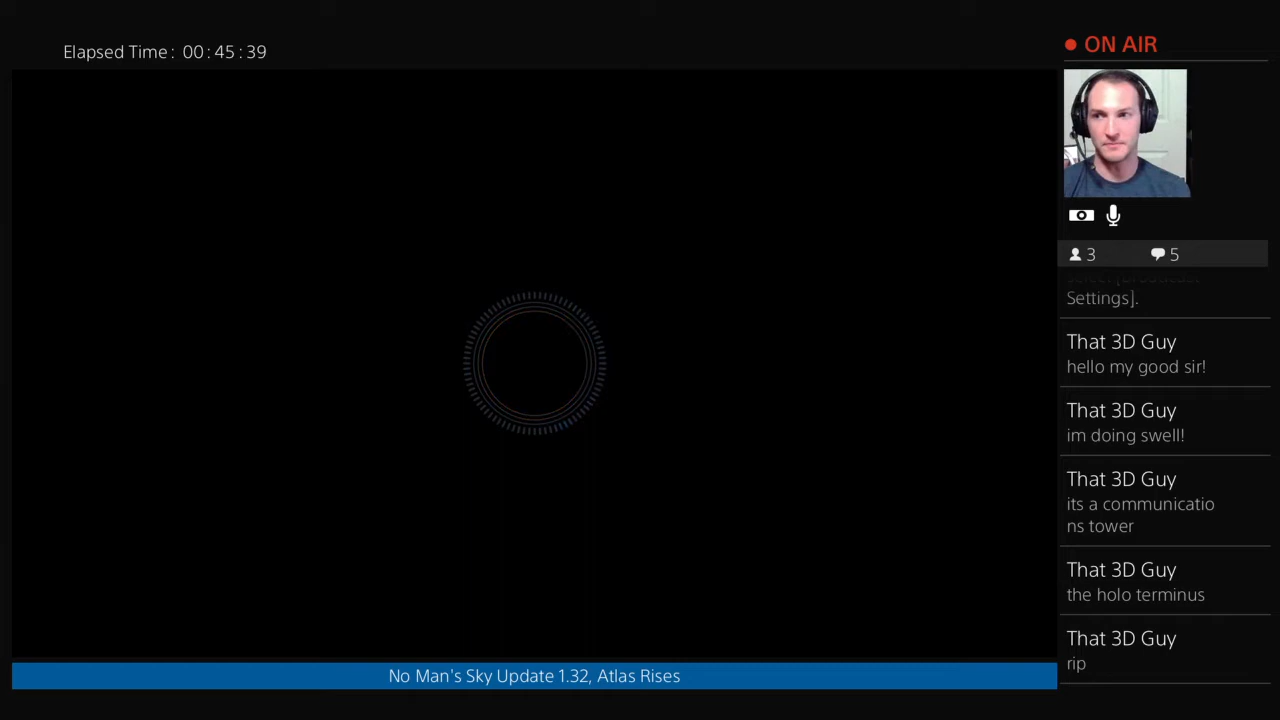 Elapsed Time: 00:45:39
ON AIR
3
5
Settings].
That 3D Guy
hello my good sir!
That 3D Guy
im doing swell!
That 3D Guy
its a communicatio
ns tower
That 3D Guy
the holo terminus
That 3D Guy
rip
No Man's Sky Update 1.32, Atlas Rises